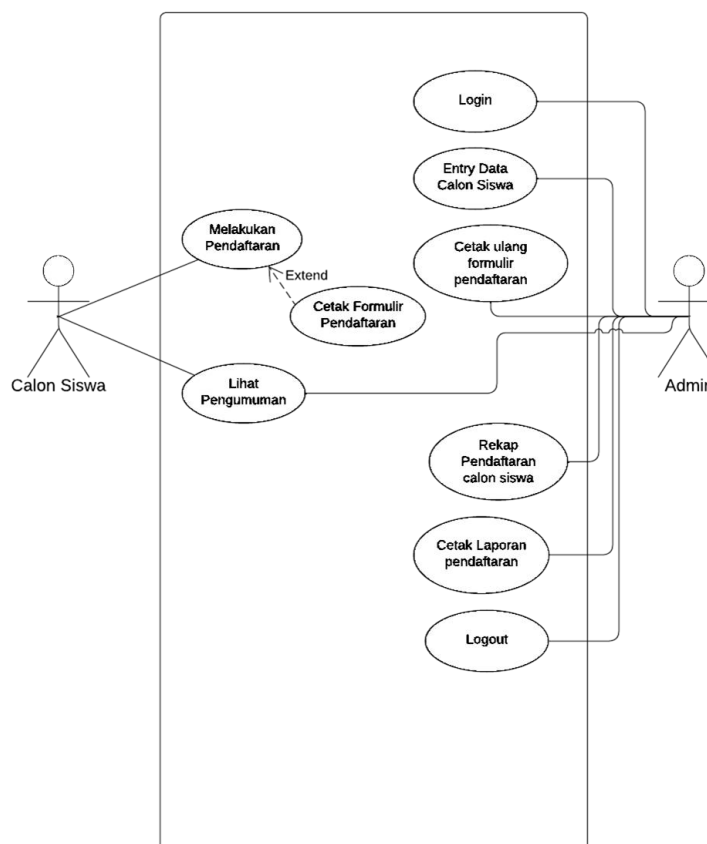 Login
Entry Data
Calon Siswa
Melakukan
Pendaftaran
Cetak ulang
formulir
pendaftaran
Extend
Cetak Formulir
Pendaftaran
Calon Siswa
Admin
Lihat
Pengumuman
Rekap
Pendaftaran
calon siswa
Cetak Laporan
pendaftaran
Logout